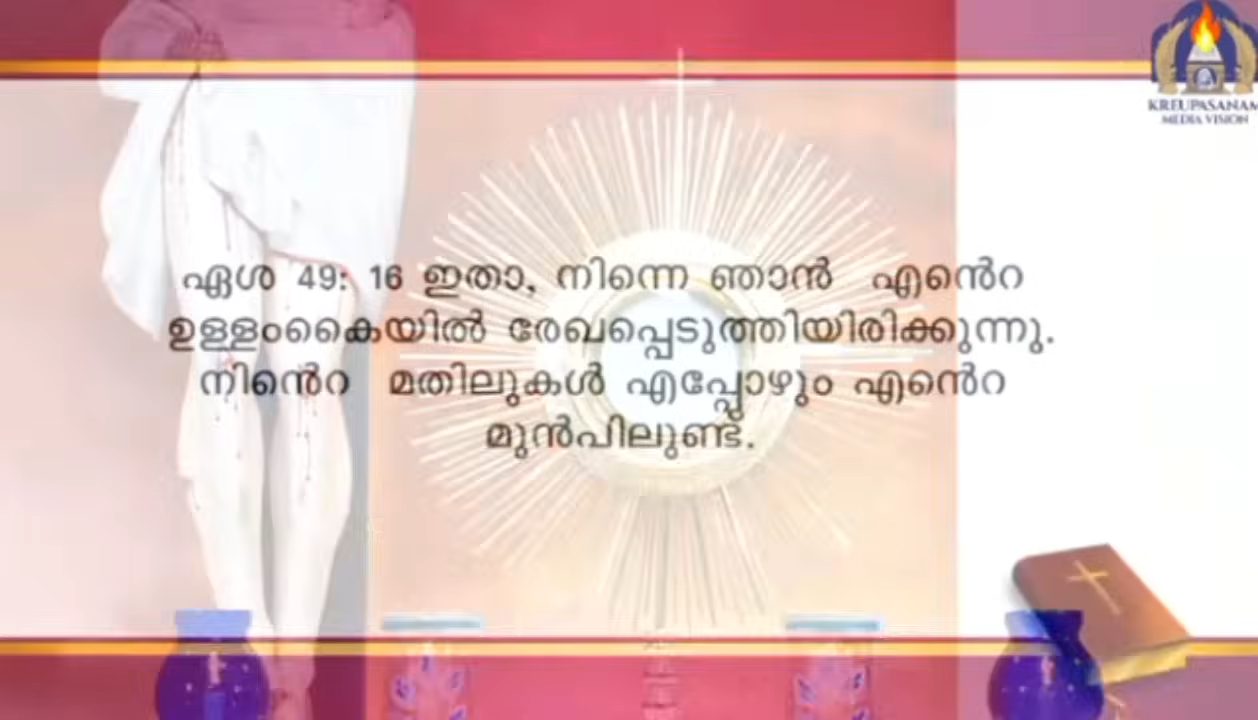 KREUPASANAM
MEDIA VISION
ഏശ 49: 16 ഇതാ, നിന്നെ ഞാൻ എൻെറ
ഉള്ളംകൈയിൽ രേഖപ്പെടുത്തിയിരിക്കുന്നു.
നിൻെറ മതിലുകൾ എപ്പോഴും എൻെറ
മുൻപിലുണ്ട്.